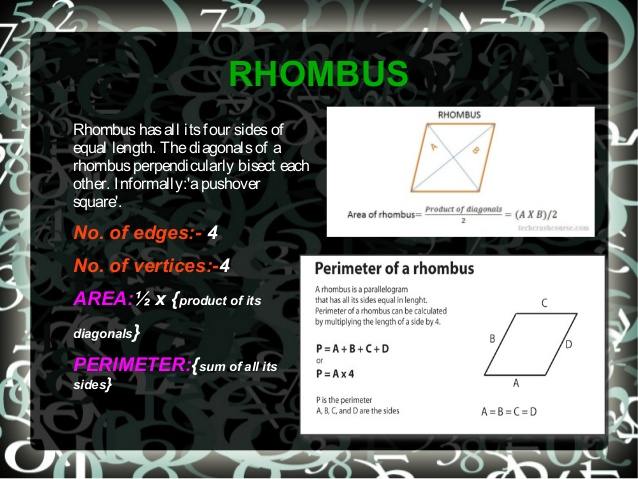 RHOMBUS
Rhombus has all its four sides of
equal length. The diagonals of a
rhombus perpendicularly bisect each
other. Informally:'a pushover
square'.
No. of edges:- 4
No. of vertices:-4
AREA:½ x {product of its
diagonals}
PERIMETER:{sum of all its
sides}
RHOMBUS
A
B
Area of rhombus= Product of diagonals / 2 = (A X B)/2
techcrashcourse.com
Perimeter of a rhombus
A rhombus is a parallelogram
that has all its sides equal in lenght.
Perimeter of a rhombus can be calculated
by multiplying the length of a side by 4.
P = A + B + C + D
or
P = A x 4
P is the perimeter
A, B, C, and D are the sides
C
B
D
A
A = B = C = D